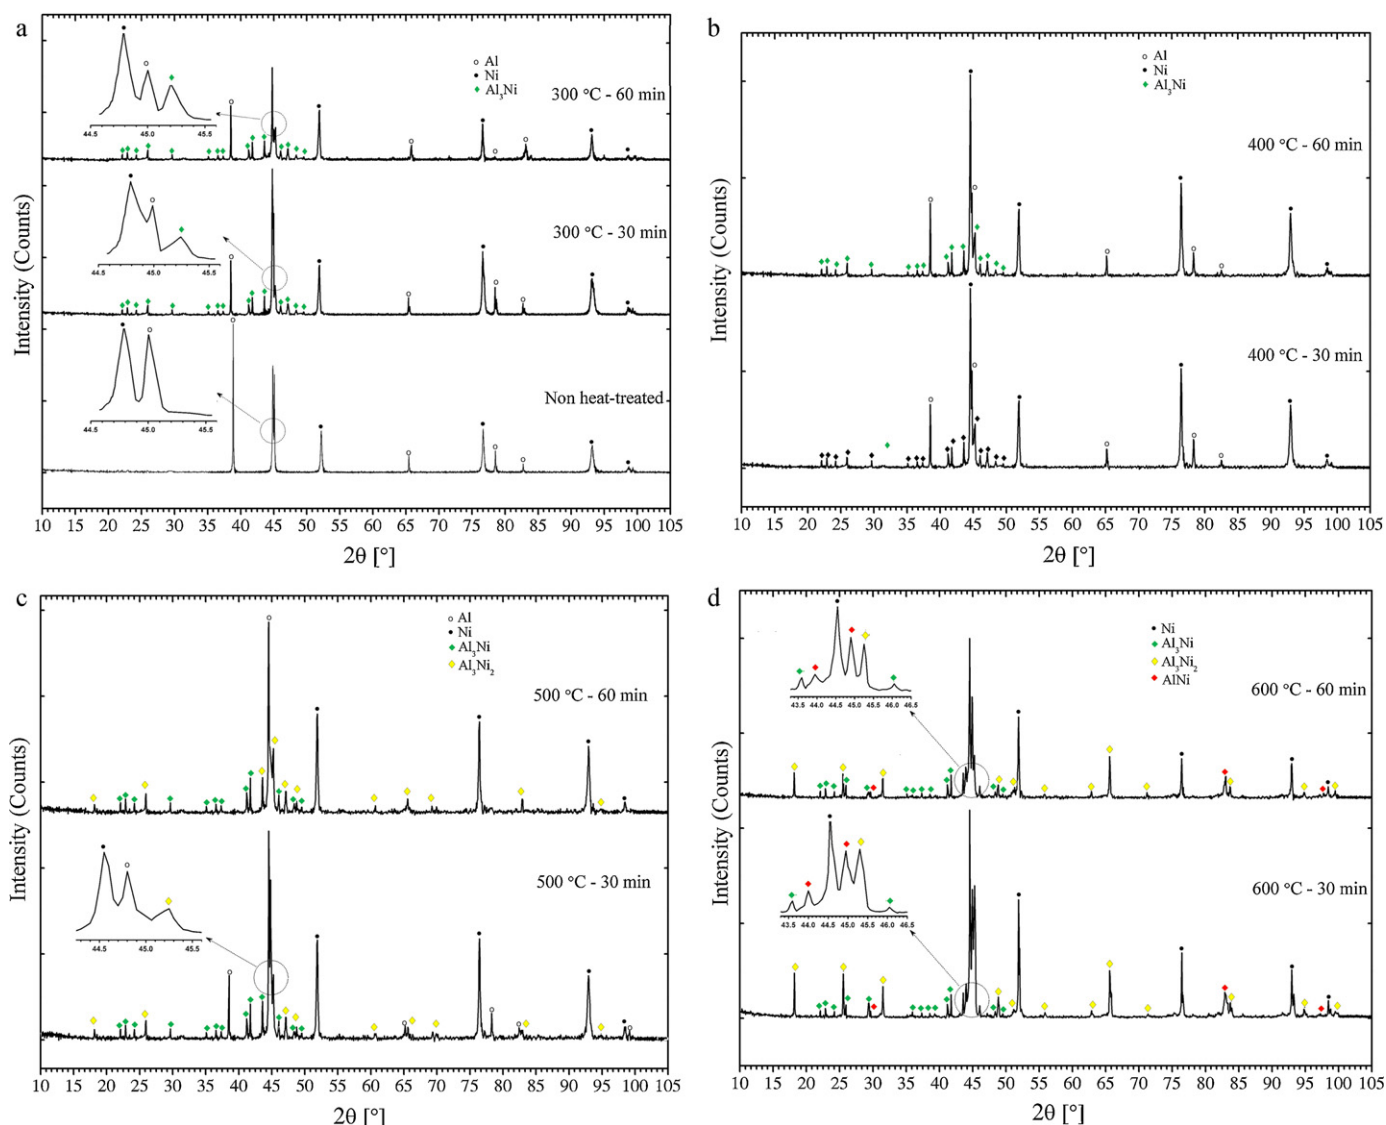 a
Al
Ni
Al₃Ni
300 °C - 60 min
44.5 45.0 45.5
300 °C - 30 min
44.5 45.0 45.5
Non heat-treated
44.5 45.0 45.5
Intensity (Counts)
10 15 20 25 30 35 40 45 50 55 60 65 70 75 80 85 90 95 100 105
2θ [°]
b
Al
Ni
Al₃Ni
400 °C - 60 min
400 °C - 30 min
Intensity (Counts)
10 15 20 25 30 35 40 45 50 55 60 65 70 75 80 85 90 95 100 105
2θ [°]
c
Al
Ni
Al₃Ni
Al₃Ni₂
500 °C - 60 min
500 °C - 30 min
44.5 45.0 45.5
Intensity (Counts)
10 15 20 25 30 35 40 45 50 55 60 65 70 75 80 85 90 95 100 105
2θ [°]
d
Ni
Al₃Ni
Al₃Ni₂
AlNi
600 °C - 60 min
43.5 44.0 44.5 45.0 45.5 46.0 46.5
600 °C - 30 min
43.5 44.0 44.5 45.0 45.5 46.0 46.5
Intensity (Counts)
10 15 20 25 30 35 40 45 50 55 60 65 70 75 80 85 90 95 100 105
2θ [°]